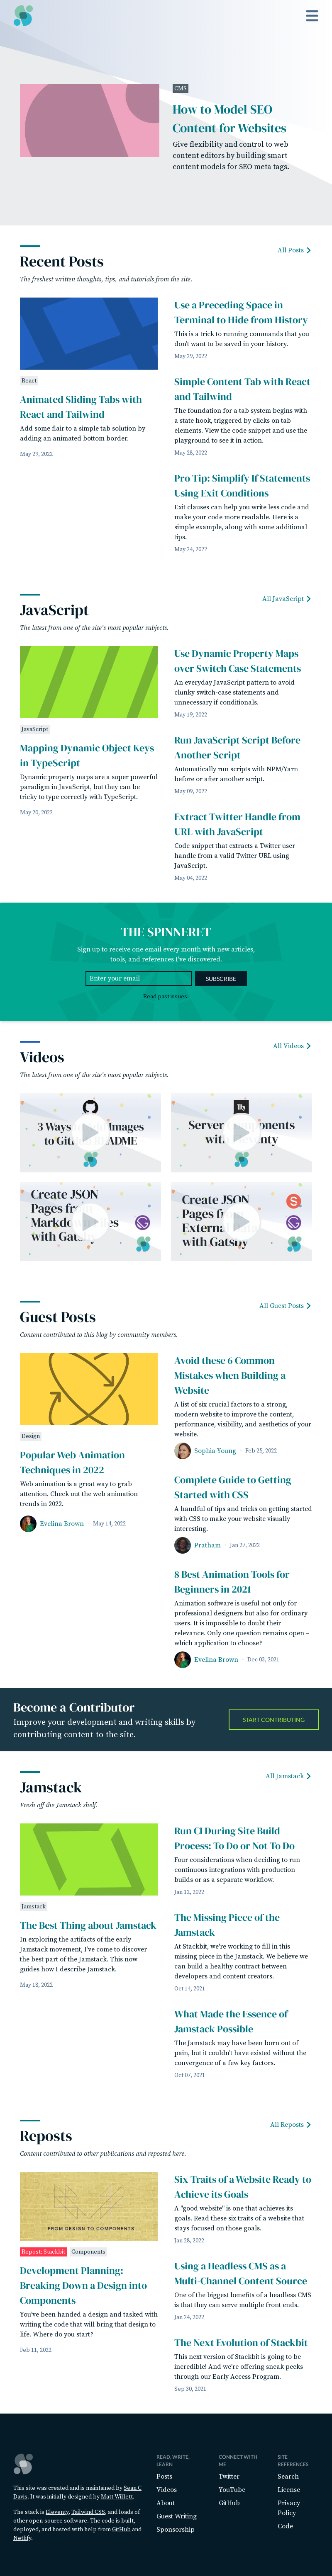 CMS
How to Model SEO
Content for Websites
Give flexibility and control to web
content editors by building smart
content models for SEO meta tags.
Recent Posts
All Posts
The freshest written thoughts, tips, and tutorials from the site.
React
Animated Sliding Tabs with
React and Tailwind
Add some flair to a simple tab solution by
adding an animated bottom border.
May 29, 2022
Use a Preceding Space in
Terminal to Hide from History
This is a trick to running commands that you
don't want to be saved in your history.
May 29, 2022
Simple Content Tab with React
and Tailwind
The foundation for a tab system begins with
a state hook, triggered by clicks on tab
elements. View the code snippet and use the
playground to see it in action.
May 28, 2022
Pro Tip: Simplify If Statements
Using Exit Conditions
Exit clauses can help you write less code and
make your code more readable. Here is a
simple example, along with some additional
tips.
May 24, 2022
JavaScript
All JavaScript
The latest from one of the site's most popular subjects.
JavaScript
Mapping Dynamic Object Keys
in TypeScript
Dynamic property maps are a super powerful
paradigm in JavaScript, but they can be
tricky to type correctly with TypeScript.
May 20, 2022
Use Dynamic Property Maps
over Switch Case Statements
An everyday JavaScript pattern to avoid
clunky switch-case statements and
unnecessary if conditionals.
May 19, 2022
Run JavaScript Script Before
Another Script
Automatically run scripts with NPM/Yarn
before or after another script.
May 09, 2022
Extract Twitter Handle from
URL with JavaScript
Code snippet that extracts a Twitter user
handle from a valid Twitter URL using
JavaScript.
May 04, 2022
THE SPINNERET
Sign up to receive one email every month with new articles,
tools, and references I've discovered.
Enter your email
SUBSCRIBE
Read past issues.
Videos
All Videos
The latest from one of the site's most popular subjects.
3 Ways Images
to Git ADME
11ty
Server ponents
wit nty
Create JSON
Pages fro
Markdo es
with Gatsby
Create JSON
Pages f
Externa
with Gatsby
Guest Posts
All Guest Posts
Content contributed to this blog by community members.
Design
Popular Web Animation
Techniques in 2022
Web animation is a great way to grab
attention. Check out the web animation
trends in 2022.
Evelina Brown · May 14, 2022
Avoid these 6 Common
Mistakes when Building a
Website
A list of six crucial factors to a strong,
modern website to improve the content,
performance, visibility, and aesthetics of your
website.
Sophia Young · Feb 25, 2022
Complete Guide to Getting
Started with CSS
A handful of tips and tricks on getting started
with CSS to make your website visually
interesting.
Pratham · Jan 27, 2022
8 Best Animation Tools for
Beginners in 2021
Animation software is useful not only for
professional designers but also for ordinary
users. It is impossible to doubt their
relevance. Only one question remains open –
which application to choose?
Evelina Brown · Dec 03, 2021
Become a Contributor
Improve your development and writing skills by
contributing content to the site.
START CONTRIBUTING
Jamstack
All Jamstack
Fresh off the Jamstack shelf.
Jamstack
The Best Thing about Jamstack
In exploring the artifacts of the early
Jamstack movement, I've come to discover
the best part of the Jamstack. This now
guides how I describe Jamstack.
May 18, 2022
Run CI During Site Build
Process: To Do or Not To Do
Four considerations when deciding to run
continuous integrations with production
builds or as a separate workflow.
Jan 12, 2022
The Missing Piece of the
Jamstack
At Stackbit, we're working to fill in this
missing piece in the Jamstack. We believe we
can build a healthy contract between
developers and content creators.
Oct 14, 2021
What Made the Essence of
Jamstack Possible
The Jamstack may have been born out of
pain, but it couldn't have existed without the
convergence of a few key factors.
Oct 07, 2021
Reposts
All Reposts
Content contributed to other publications and reposted here.
FROM DESIGN TO COMPONENTS
Repost: Stackbit
Components
Development Planning:
Breaking Down a Design into
Components
You've been handed a design and tasked with
writing the code that will bring that design to
life. Where do you start?
Feb 11, 2022
Six Traits of a Website Ready to
Achieve its Goals
A "good website" is one that achieves its
goals. Read these six traits of a website that
stays focused on those goals.
Jan 28, 2022
Using a Headless CMS as a
Multi-Channel Content Source
One of the biggest benefits of a headless CMS
is that they can serve multiple front ends.
Jan 24, 2022
The Next Evolution of Stackbit
This next version of Stackbit is going to be
incredible! And we're offering sneak peeks
through our Early Access Program.
Sep 30, 2021
This site was created and is maintained by Sean C
Davis. It was initially designed by Matt Willett.
The stack is Eleventy, Tailwind CSS, and loads of
other open source software. The code is built,
deployed, and hosted with help from GitHub and
Netlify.
READ, WRITE,
LEARN
Posts
Videos
About
Guest Writing
Sponsorship
CONNECT WITH
ME
Twitter
YouTube
GitHub
SITE
REFERENCES
Search
License
Privacy
Policy
Code